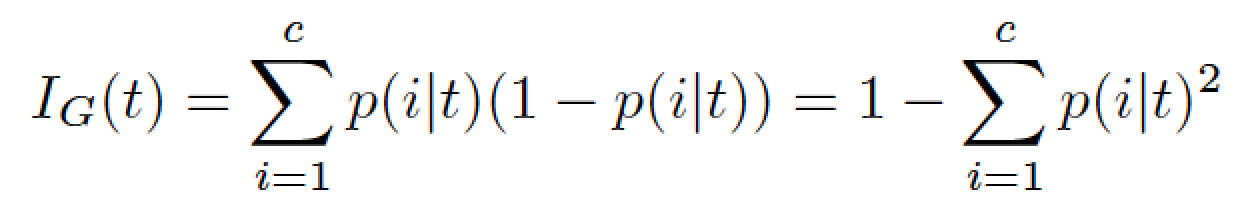 I_G(t) = \sum_{i=1}^{c} p(i|t)(1 − p(i|t)) = 1 − \sum_{i=1}^{c} p(i|t)^2